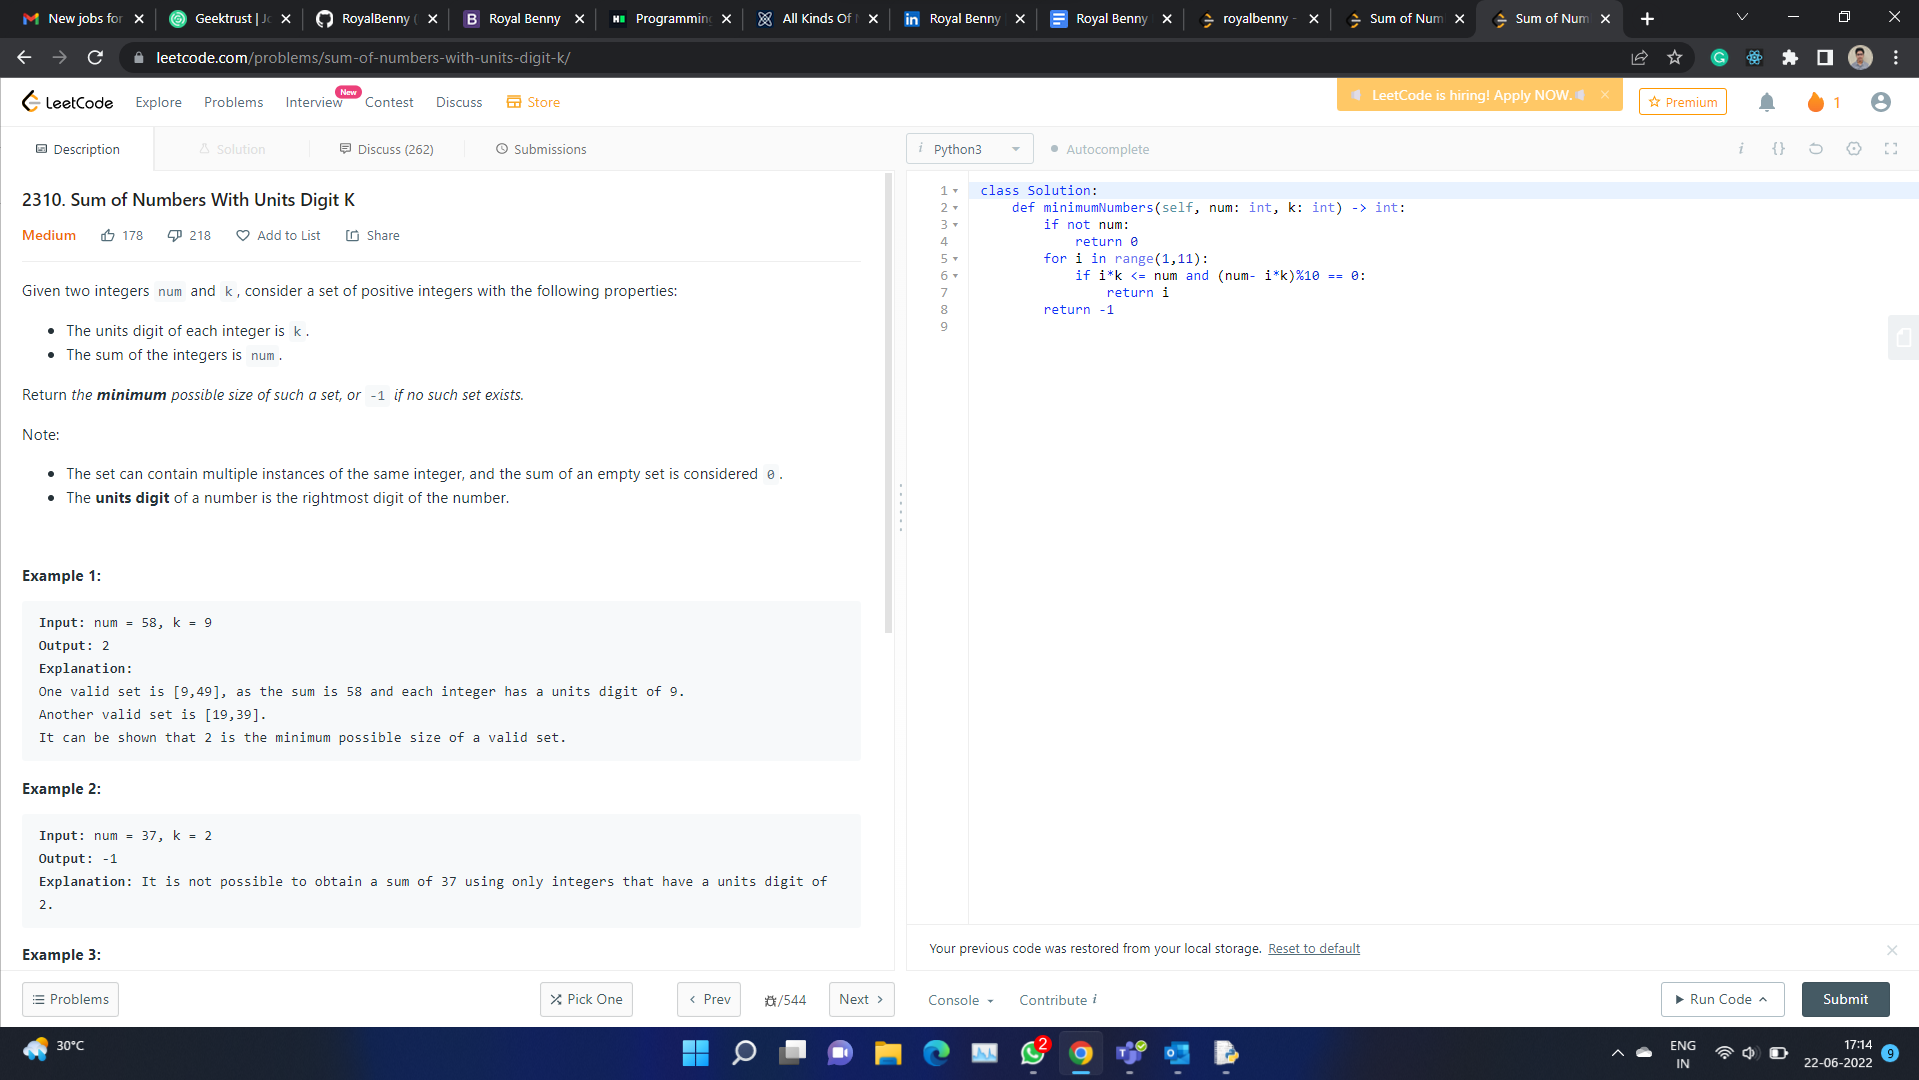 New jobs for
Geektrust | Jo
RoyalBenny (
Royal Benny
Programming
All Kinds Of
Royal Benny
Royal Benny
royalbenny -
Sum of Num
Sum of Num
leetcode.com/problems/sum-of-numbers-with-units-digit-k/
LeetCode
Explore
Problems
Interview
New
Contest
Discuss
Store
LeetCode is hiring! Apply NOW.
Premium
1
Description
Solution
Discuss (262)
Submissions
i Python3
Autocomplete
2310. Sum of Numbers With Units Digit K
Medium
178
218
Add to List
Share
Given two integers num and k, consider a set of positive integers with the following properties:
• The units digit of each integer is k.
• The sum of the integers is num.
Return the minimum possible size of such a set, or -1 if no such set exists.
Note:
• The set can contain multiple instances of the same integer, and the sum of an empty set is considered 0.
• The units digit of a number is the rightmost digit of the number.
Example 1:
Input: num = 58, k = 9
Output: 2
Explanation:
One valid set is [9,49], as the sum is 58 and each integer has a units digit of 9.
Another valid set is [19,39].
It can be shown that 2 is the minimum possible size of a valid set.
Example 2:
Input: num = 37, k = 2
Output: -1
Explanation: It is not possible to obtain a sum of 37 using only integers that have a units digit of
2.
Example 3:
1 class Solution:
2 def minimumNumbers(self, num: int, k: int) -> int:
3 if not num:
4 return 0
5 for i in range(1,11):
6 if i*k <= num and (num- i*k)%10 == 0:
7 return i
8 return -1
9
Your previous code was restored from your local storage. Reset to default
Problems
Pick One
Prev
/544
Next
Console
Contribute i
Run Code
Submit
30°C
2
ENG
IN
17:14
22-06-2022
9